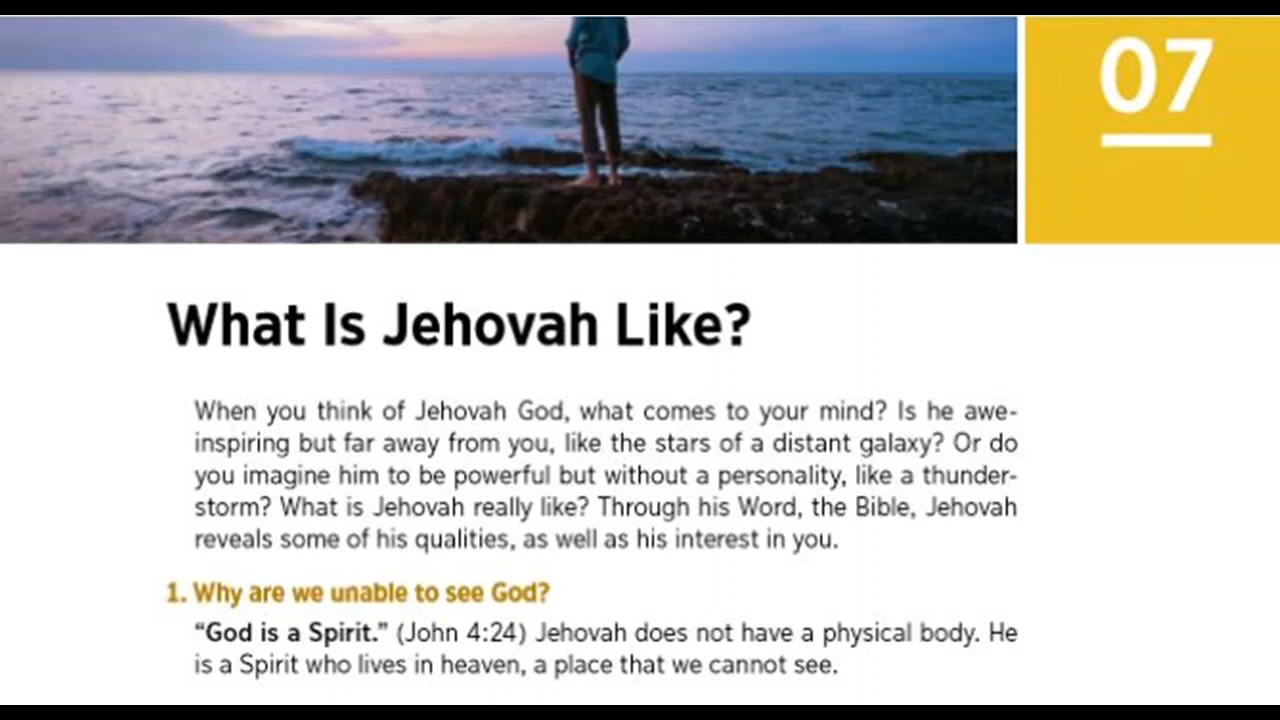 07
What Is Jehovah Like?
When you think of Jehovah God, what comes to your mind? Is he awe-
inspiring but far away from you, like the stars of a distant galaxy? Or do
you imagine him to be powerful but without a personality, like a thunder-
storm? What is Jehovah really like? Through his Word, the Bible, Jehovah
reveals some of his qualities, as well as his interest in you.
1. Why are we unable to see God?
“God is a Spirit.” (John 4:24) Jehovah does not have a physical body. He
is a Spirit who lives in heaven, a place that we cannot see.